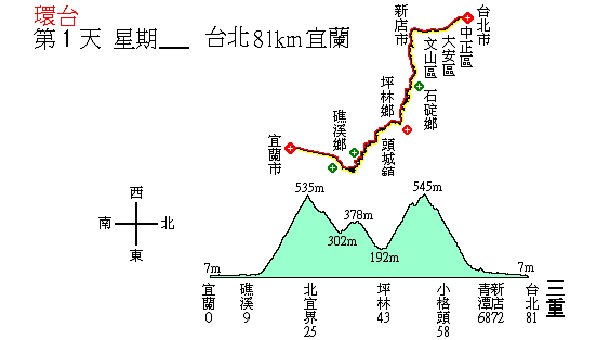 環台
第1天 星期__ 台北81km宜蘭
台北市
中正區
大安區
文山區
新店市
石碇鄉
坪林鄉
頭城鎮
礁溪鄉
宜蘭市
西
南 北
東
535m
545m
378m
302m
192m
7m 7m
宜蘭 0
礁溪 9
北宜界 25
坪林 43
小格頭 58
青潭 68
新店 72
台北 81
三重